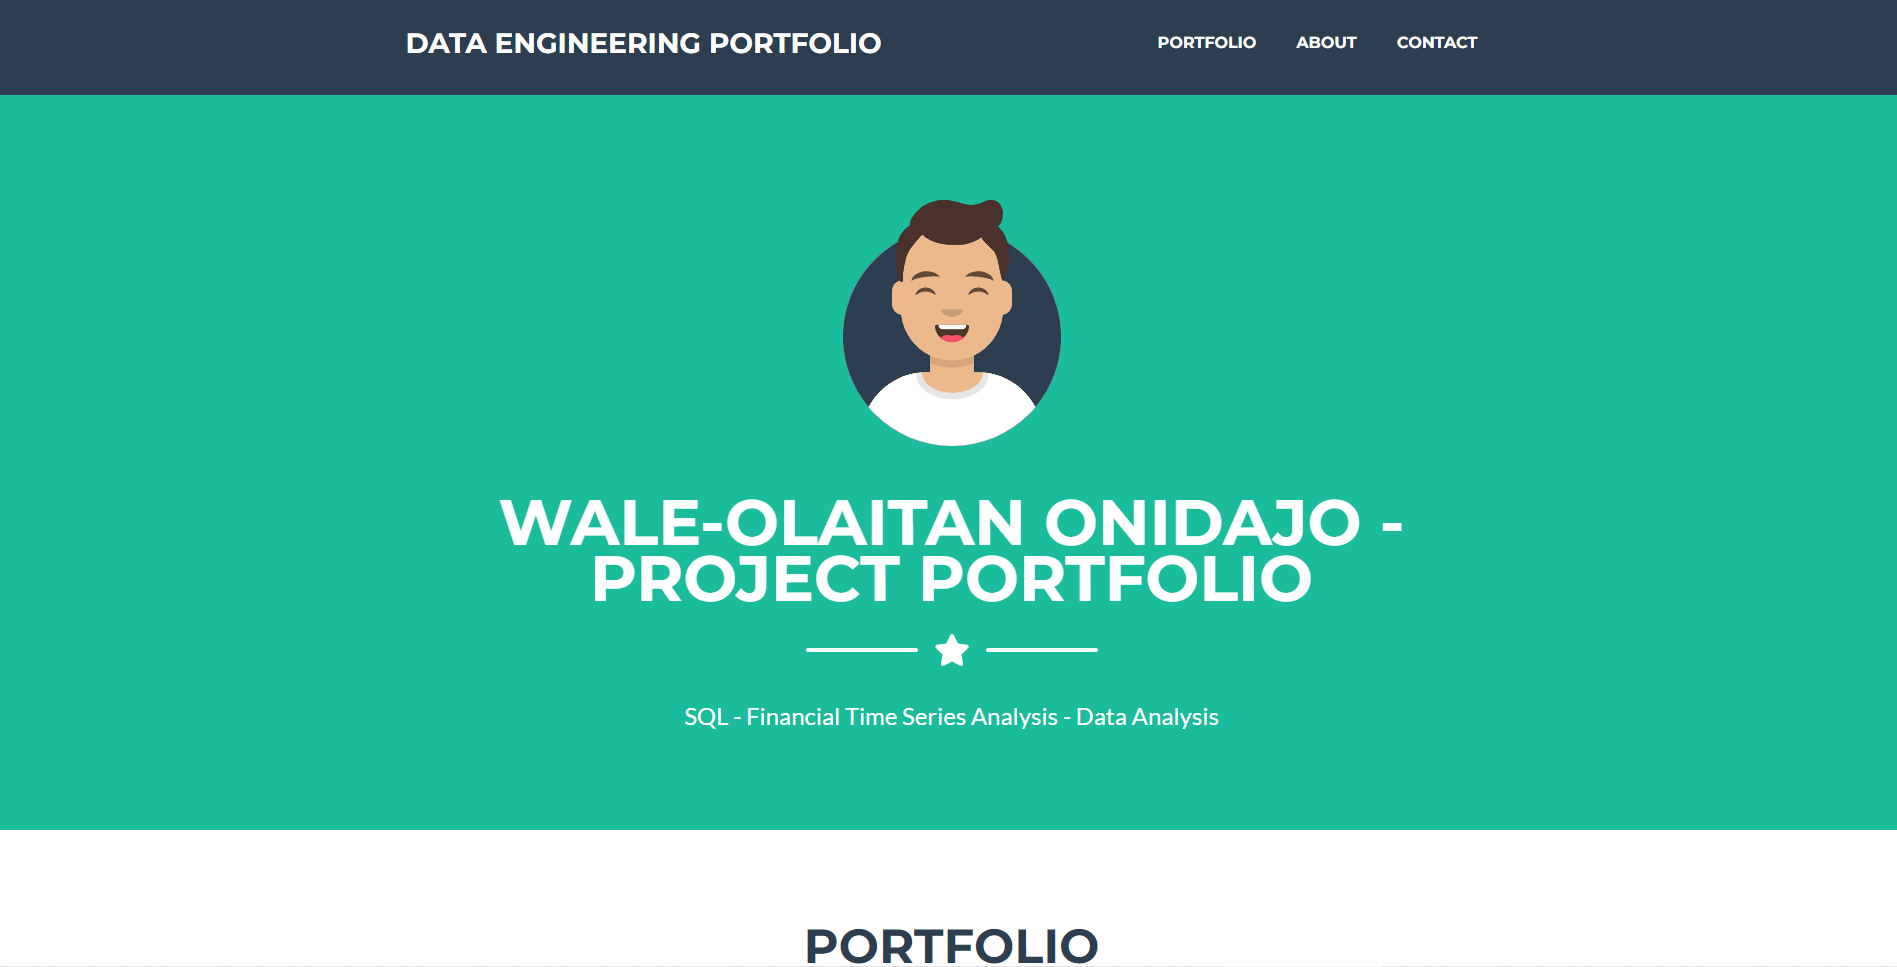 DATA ENGINEERING PORTFOLIO
PORTFOLIO ABOUT CONTACT
WALE-OLAITAN ONIDAJO -
PROJECT PORTFOLIO
SQL - Financial Time Series Analysis - Data Analysis
PORTFOLIO